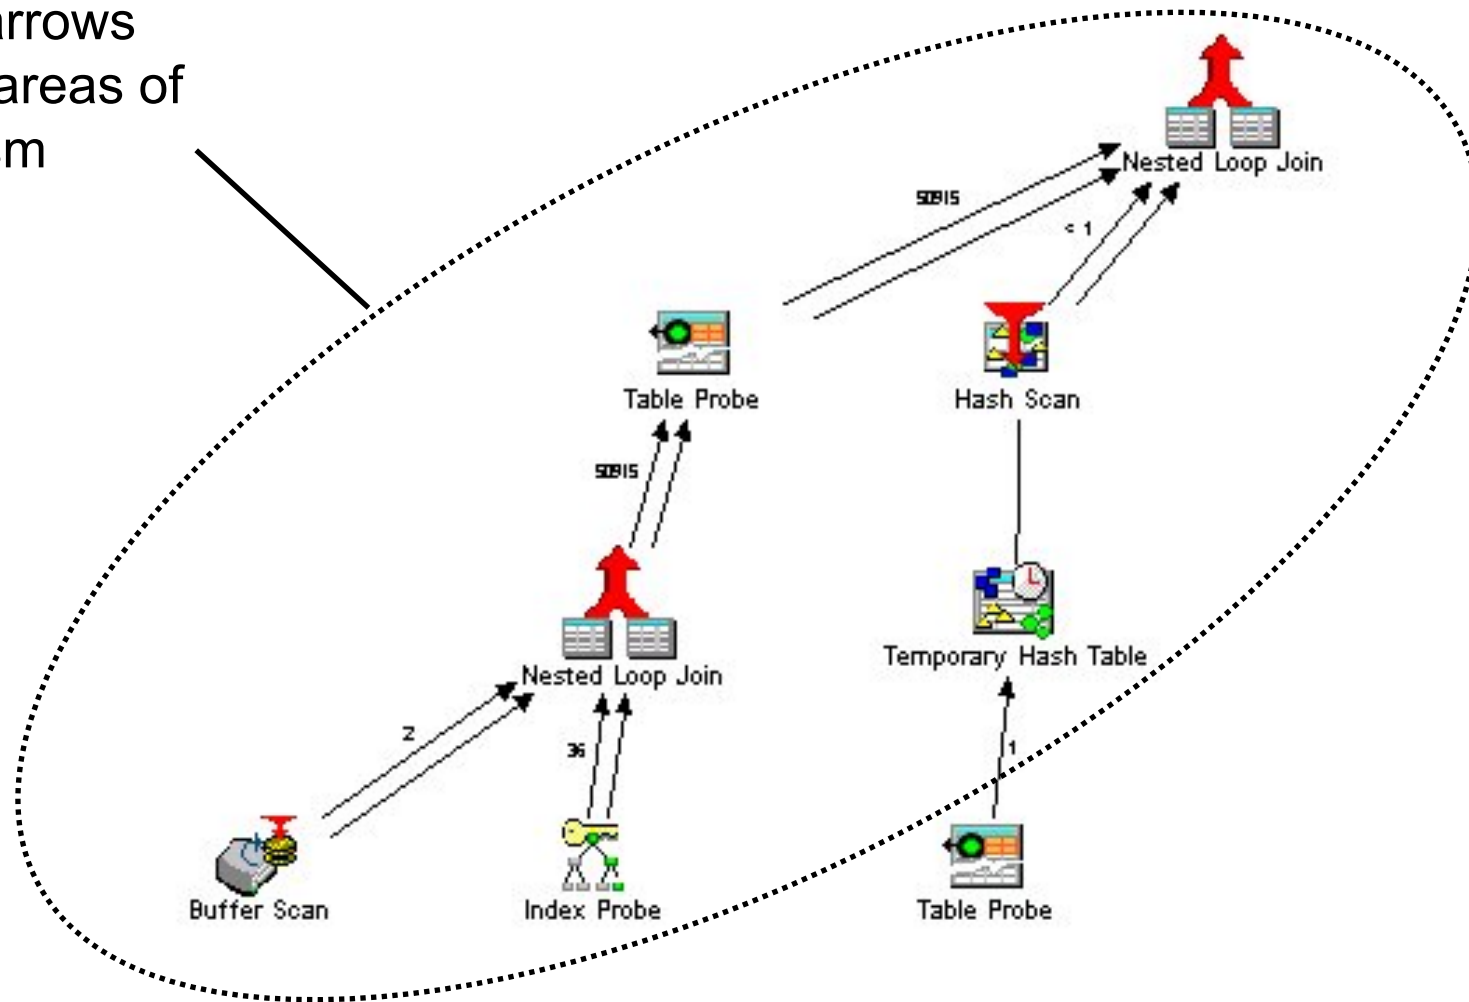 arrows
areas of
Nested Loop Join
50915
< 1
Table Probe
Hash Scan
50915
Temporary Hash Table
Nested Loop Join
2
36
1
Buffer Scan
Index Probe
Table Probe